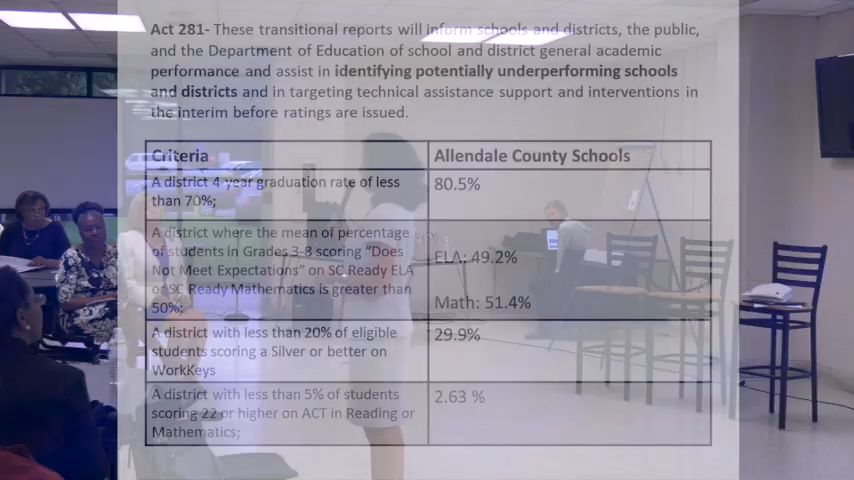 Act 281- These transitional reports will inform schools and districts, the public,
and the Department of Education of school and district general academic
performance and assist in identifying potentially underperforming schools
and districts and in targeting technical assistance support and interventions in
the interim before ratings are issued.
Criteria
Allendale County Schools
A district 4-year graduation rate of less
than 70%;
80.5%
A district where the mean of percentage
of students in Grades 3-8 scoring “Does
Not Meet Expectations” on SC Ready ELA
or SC Ready Mathematics is greater than
50%;
ELA: 49.2%
Math: 51.4%
A district with less than 20% of eligible
students scoring a Silver or better on
WorkKeys
29.9%
A district with less than 5% of students
scoring 22 or higher on ACT in Reading or
Mathematics;
2.63 %